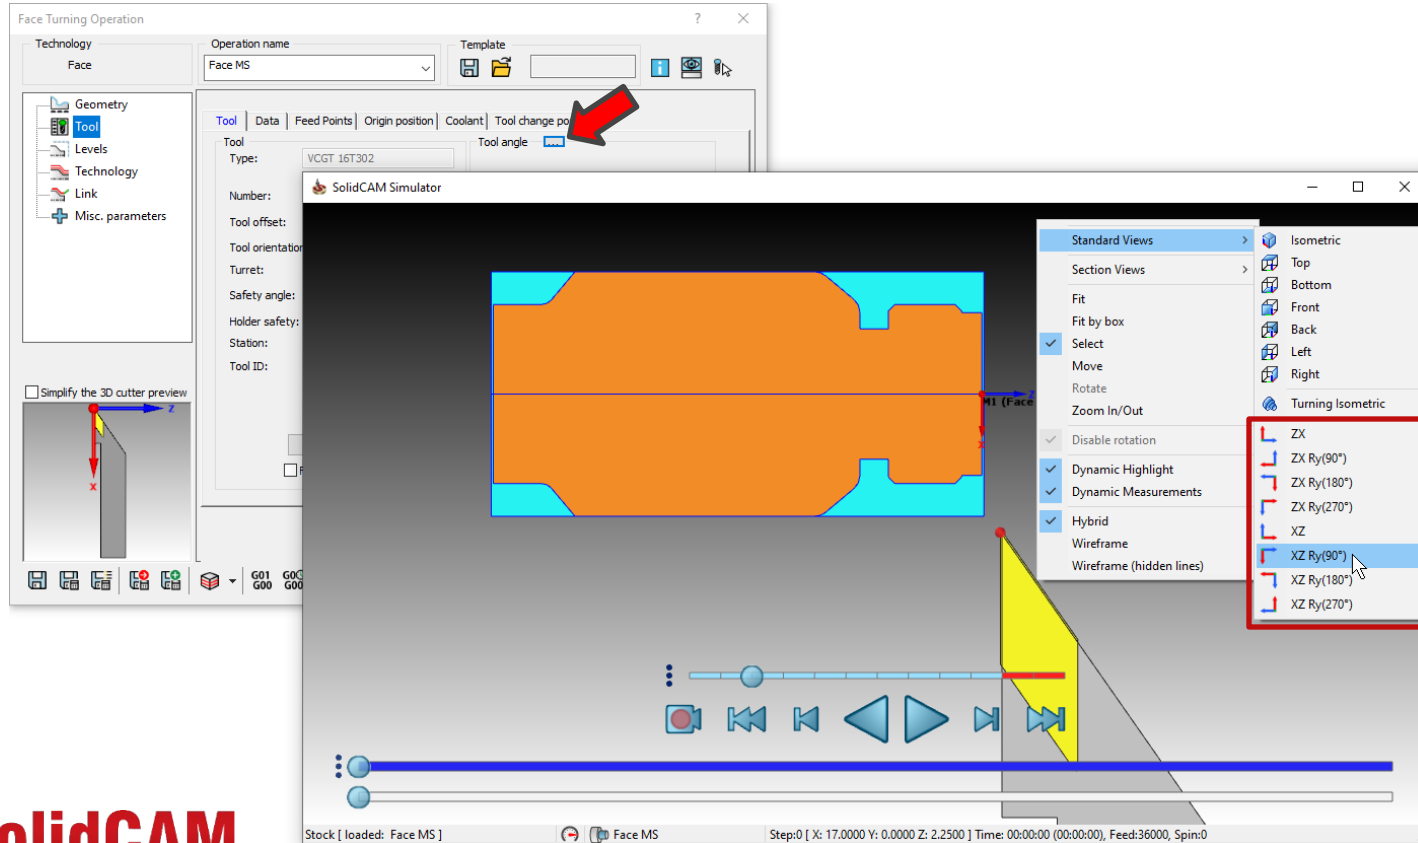 Face Turning Operation
?
Technology
Face
Operation name
Face MS
Template
Geometry
Tool
Levels
Technology
Link
Misc. parameters
Tool
Data
Feed Points
Origin position
Coolant
Tool change po
Tool
Type:
VCGT 16T302
Tool angle
...
Number:
Tool offset:
Tool orientation
Turret:
Safety angle:
Holder safety:
Station:
Tool ID:
Simplify the 3D cutter preview
Z
X
G01
G00
SolidCAM Simulator
Z
M1 (Face
X
Standard Views
Section Views
Fit
Fit by box
Select
Move
Rotate
Zoom In/Out
Disable rotation
Dynamic Highlight
Dynamic Measurements
Hybrid
Wireframe
Wireframe (hidden lines)
Isometric
Top
Bottom
Front
Back
Left
Right
Turning Isometric
ZX
ZX Ry(90°)
ZX Ry(180°)
ZX Ry(270°)
XZ
XZ Ry(90°)
XZ Ry(180°)
XZ Ry(270°)
Stock [ loaded: Face MS ]
Face MS
Step:0 [ X: 17.0000 Y: 0.0000 Z: 2.2500 ] Time: 00:00:00 (00:00:00), Feed:36000, Spin:0
olidCAM